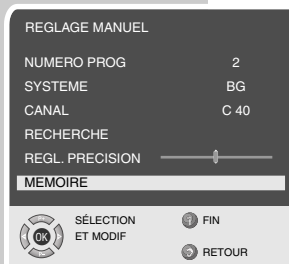 REGLAGE MANUEL
NUMERO PROG 2
SYSTEME BG
CANAL C 40
RECHERCHE
REGL. PRECISION
MEMOIRE
OK
SÉLECTION
ET MODIF
FIN
RETOUR